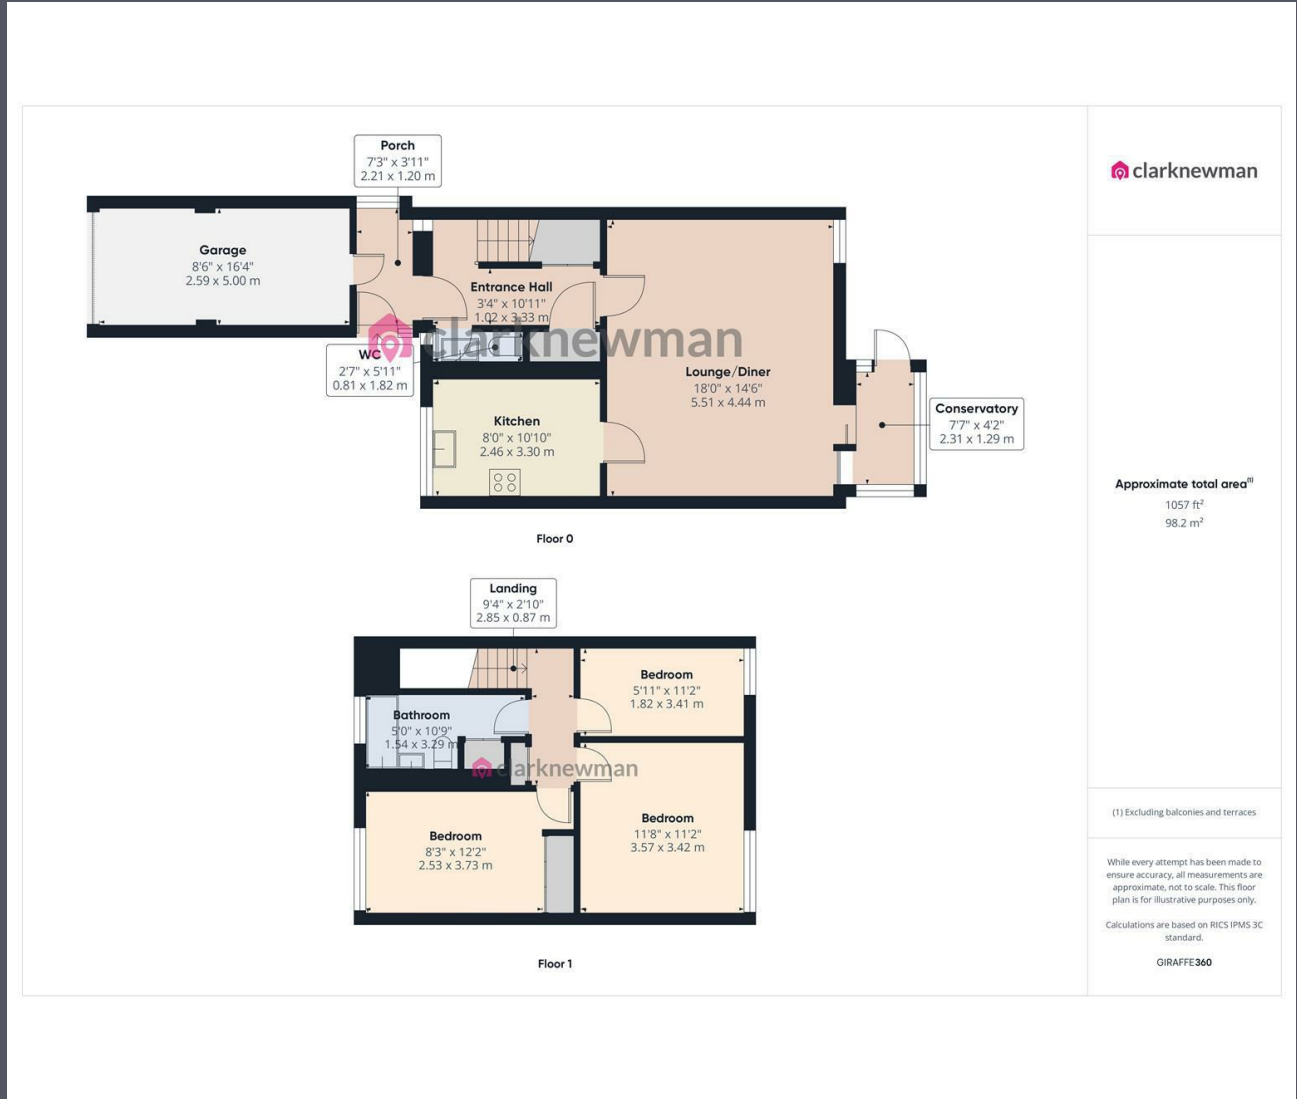 Porch
7'3" x 3'11"
2.21 x 1.20 m
clarknewman
Garage
8'6" x 16'4"
2.59 x 5.00 m
Entrance Hall
3'4" x 10'11"
1.02 x 3.33 m
clarknewman
WC
2'7" x 5'11"
0.81 x 1.82 m
Lounge/Diner
18'0" x 14'6"
5.51 x 4.44 m
Kitchen
8'0" x 10'10"
2.46 x 3.30 m
Conservatory
7'7" x 4'2"
2.31 x 1.29 m
Floor 0
Approximate total area(1)
1057 ft²
98.2 m²
Landing
9'4" x 2'10"
2.85 x 0.87 m
Bedroom
5'11" x 11'2"
1.82 x 3.41 m
Bathroom
5'0" x 10'9"
1.54 x 3.29 m
clarknewman
Bedroom
11'8" x 11'2"
3.57 x 3.42 m
Bedroom
8'3" x 12'2"
2.53 x 3.73 m
Floor 1
(1) Excluding balconies and terraces
While every attempt has been made to
ensure accuracy, all measurements are
approximate, not to scale. This floor
plan is for illustrative purposes only.
Calculations are based on RICS IPMS 3C
standard.
GIRAFFE360